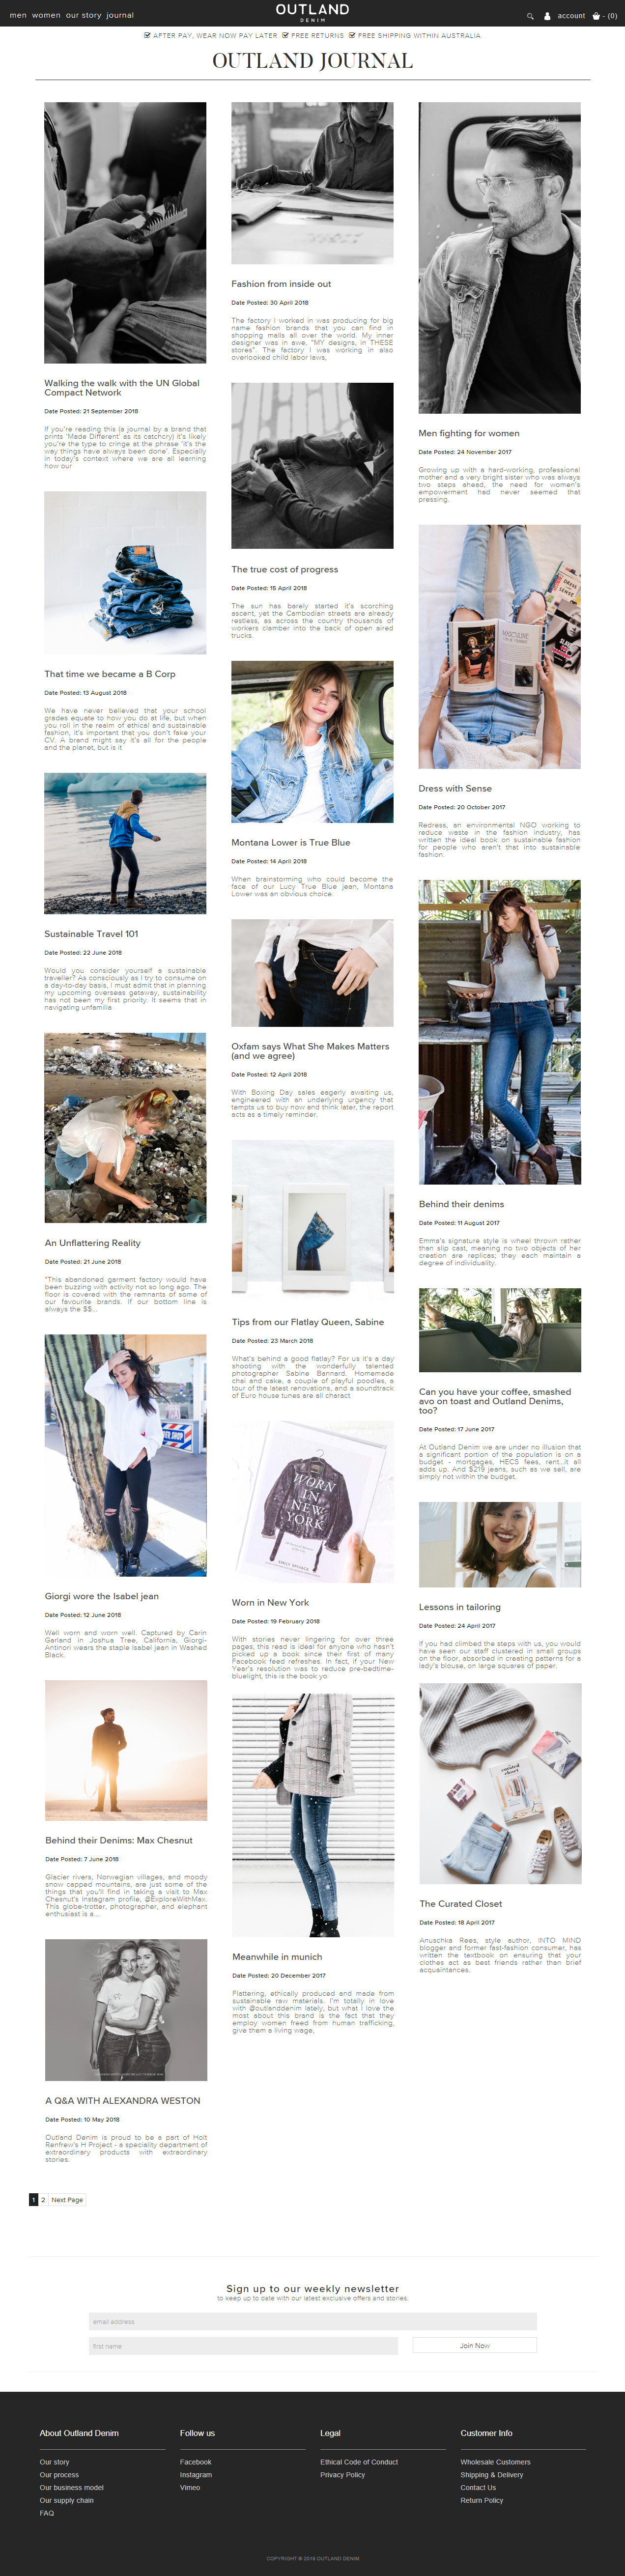 men women our story journal
OUTLAND
DENIM
account - (0)
AFTER PAY, WEAR NOW PAY LATER FREE RETURNS FREE SHIPPING WITHIN AUSTRALIA
OUTLAND JOURNAL
Walking the walk with the UN Global
Compact Network
Date Posted: 21 September 2018
If you're reading this (a journal by a brand that
prints 'Made Different' as its catchcry) it's likely
you're the type to cringe at the phrase 'it's the
way things have always been done'. Especially
in today's context where we are all learning
how our
That time we became a B Corp
Date Posted: 13 August 2018
We have never believed that your school
grades equate to how you do at life, but when
you roll in the realm of ethical and sustainable
fashion, it's important that you don't fake your
CV. A brand might say it's all for the people
and the planet, but is it
Sustainable Travel 101
Date Posted: 22 June 2018
Would you consider yourself a sustainable
traveller? As consciously as I try to consume on
a day-to-day basis, I must admit that in planning
my upcoming overseas getaway, sustainability
has not been my first priority. It seems that in
navigating unfamilia
An Unflattering Reality
Date Posted: 21 June 2018
"This abandoned garment factory would have
been buzzing with activity not so long ago. The
floor is covered with the remnants of some of
our favourite brands. If our bottom line is
always the $$...
Giorgi wore the Isabel jean
Date Posted: 12 June 2018
Well worn and worn well. Captured by Carin
Garland in Joshua Tree, California, Giorgi-
Antinori wears the staple Isabel jean in Washed
Black.
Behind their Denims: Max Chesnut
Date Posted: 7 June 2018
Glacier rivers, Norwegian villages, and moody
snow capped mountains, are just some of the
things that you'll find in taking a visit to Max
Chesnut's Instagram profile, @ExploreWithMax.
This globe-trotter, photographer, and elephant
enthusiast is a...
A Q&A WITH ALEXANDRA WESTON
Date Posted: 10 May 2018
Outland Denim is proud to be a part of Holt
Renfrew's H Project - a speciality department of
extraordinary products with extraordinary
stories.
Fashion from inside out
Date Posted: 30 April 2018
The factory I worked in was producing for big
name fashion brands that you can find in
shopping malls all over the world. My inner
designer was in awe, "MY designs, in THESE
stores". The factory I was working in also
overlooked child labor laws,
The true cost of progress
Date Posted: 15 April 2018
The sun has barely started it's scorching
ascent, yet the Cambodian streets are already
restless, as across the country thousands of
workers clamber into the back of open aired
trucks.
Montana Lower is True Blue
Date Posted: 14 April 2018
When brainstorming who could become the
face of our Lucy True Blue jean, Montana
Lower was an obvious choice.
Oxfam says What She Makes Matters
(and we agree)
Date Posted: 12 April 2018
With Boxing Day sales eagerly awaiting us,
engineered with an underlying urgency that
tempts us to buy now and think later, the report
acts as a timely reminder.
Tips from our Flatlay Queen, Sabine
Date Posted: 23 March 2018
What's behind a good flatlay? For us it's a day
shooting with the wonderfully talented
photographer Sabine Bannard. Homemade
chai and cake, a couple of playful poodles, a
tour of the latest renovations, and a soundtrack
of Euro house tunes are all charact
WORN
IN NEW
YORK
EMILY SPIVACK
Worn in New York
Date Posted: 19 February 2018
With stories never lingering for over three
pages, this read is ideal for anyone who hasn't
picked up a book since their first of many
Facebook feed refreshes. In fact, if your New
Year's resolution was to reduce pre-bedtime-
bluelight, this is the book yo
Meanwhile in munich
Date Posted: 20 December 2017
Flattering, ethically produced and made from
sustainable raw materials. I'm totally in love
with @outlanddenim lately, but what I love the
most about this brand is the fact that they
employ women freed from human trafficking,
give them a living wage,
Men fighting for women
Date Posted: 24 November 2017
Growing up with a hard-working, professional
mother and a very bright sister who was always
two steps ahead, the need for women's
empowerment had never seemed that
pressing.
DRESS
SENSE
MASCULINE
Dress with Sense
Date Posted: 20 October 2017
Redress, an environmental NGO working to
reduce waste in the fashion industry, has
written the ideal book on sustainable fashion
for people who aren't that into sustainable
fashion.
Behind their denims
Date Posted: 11 August 2017
Emma's signature style is wheel thrown rather
than slip cast, meaning no two objects of her
creation are replicas; they each maintain a
degree of individuality.
Can you have your coffee, smashed
avo on toast and Outland Denims,
too?
Date Posted: 17 June 2017
At Outland Denim we are under no illusion that
a significant portion of the population is on a
budget - mortgages, HECS fees, rent...it all
adds up. And $219 jeans, such as we sell, are
simply not within the budget.
Lessons in tailoring
Date Posted: 24 April 2017
If you had climbed the steps with us, you would
have seen our staff clustered in small groups
on the floor, absorbed in creating patterns for a
lady's blouse, on large squares of paper.
the
curated
closet
The Curated Closet
Date Posted: 18 April 2017
Anuschka Rees, style author, INTO MIND
blogger and former fast-fashion consumer, has
written the textbook on ensuring that your
clothes act as best friends rather than brief
acquaintances.
1 2 Next Page
Sign up to our weekly newsletter
to keep up to date with our latest exclusive offers and stories.
email address
first name
Join Now
About Outland Denim
Our story
Our process
Our business model
Our supply chain
FAQ
Follow us
Facebook
Instagram
Vimeo
Legal
Ethical Code of Conduct
Privacy Policy
Customer Info
Wholesale Customers
Shipping & Delivery
Contact Us
Return Policy
COPYRIGHT © 2019 OUTLAND DENIM